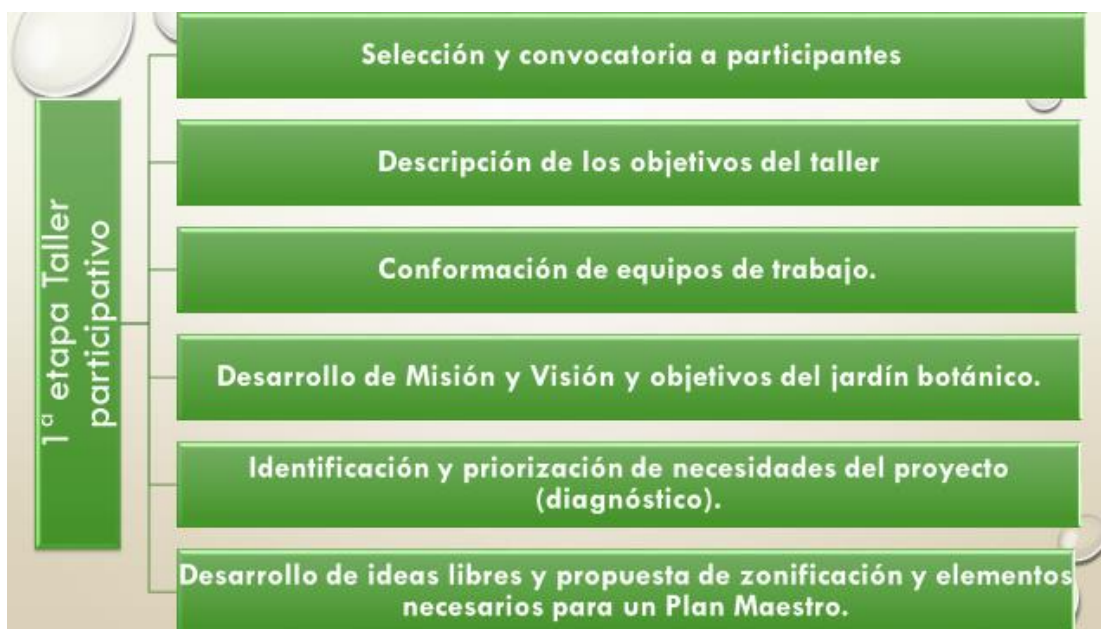 1ª etapa Taller
participativo
Selección y convocatoria a participantes
Descripción de los objetivos del taller
Conformación de equipos de trabajo.
Desarrollo de Misión y Visión y objetivos del jardín botánico.
Identificación y priorización de necesidades del proyecto
(diagnóstico).
Desarrollo de ideas libres y propuesta de zonificación y elementos
necesarios para un Plan Maestro.